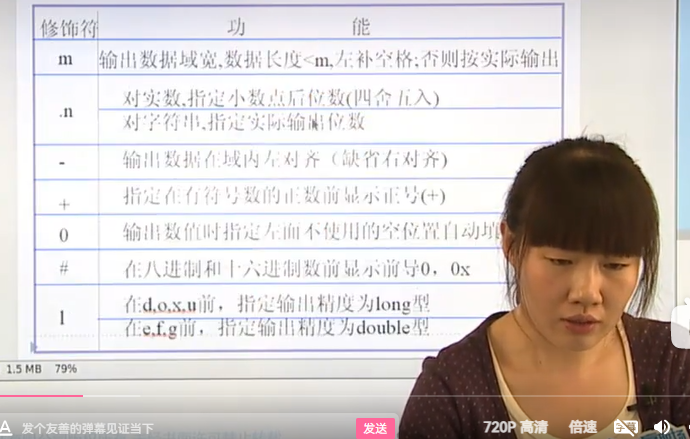 修饰符 功 能
m 输出数据域宽,数据长度<m,左补空格;否则按实际输出
.n 对实数,指定小数点后位数(四舍五入)
对字符串,指定实际输出位数
- 输出数据在域内左对齐（缺省右对齐)
+ 指定在有符号数的正数前显示正号(+)
0 输出数值时指定左面不使用的空位置自动填
# 在八进制和十六进制数前显示前导0，0x
l 在d,o,x,u前，指定输出精度为long型
在e,f,g前，指定输出精度为double型
1.5 MB 79%
A 发个友善的弹幕见证当下 发送 720P 高清 倍速 字幕